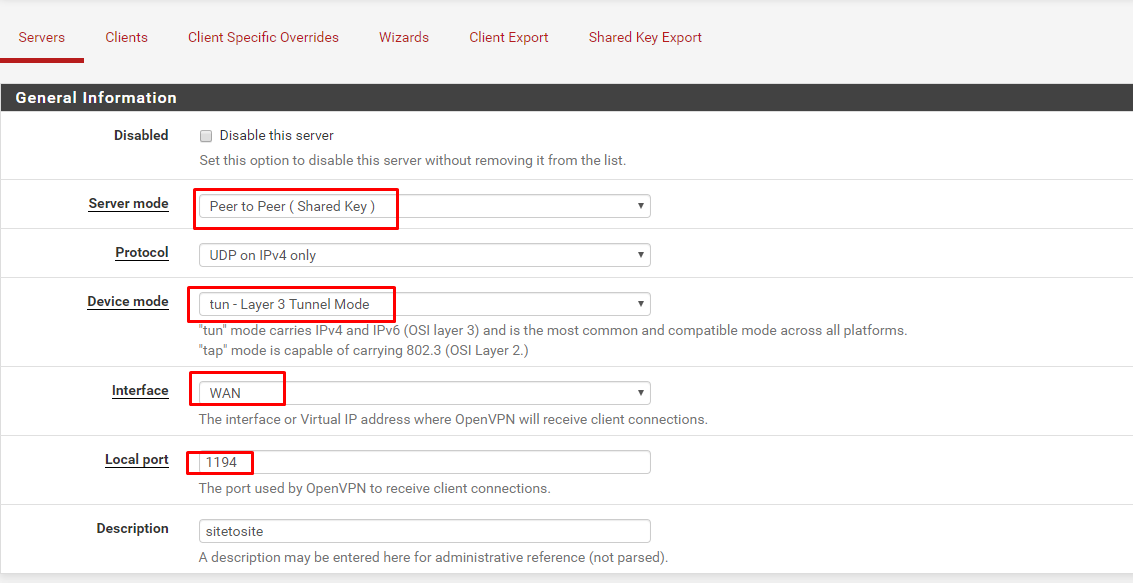 Servers Clients Client Specific Overrides Wizards Client Export Shared Key Export
General Information
Disabled Disable this server
Set this option to disable this server without removing it from the list.
Server mode Peer to Peer ( Shared Key )
Protocol UDP on IPv4 only
Device mode tun - Layer 3 Tunnel Mode
"tun" mode carries IPv4 and IPv6 (OSI layer 3) and is the most common and compatible mode across all platforms.
"tap" mode is capable of carrying 802.3 (OSI Layer 2.)
Interface WAN
The interface or Virtual IP address where OpenVPN will receive client connections.
Local port 1194
The port used by OpenVPN to receive client connections.
Description sitetosite
A description may be entered here for administrative reference (not parsed).